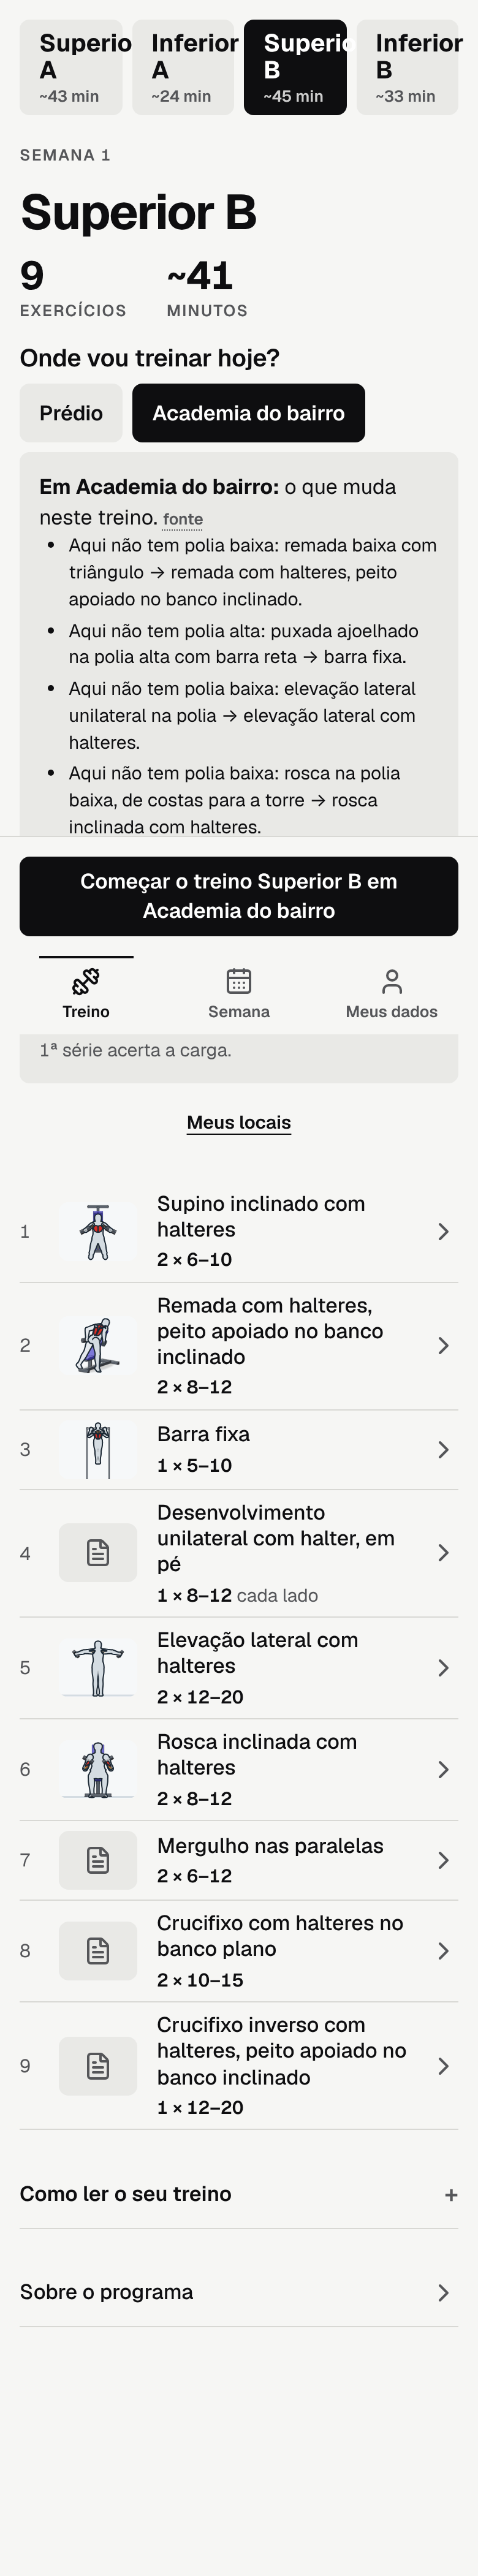 Superio
A
~43 min
Inferior
A
~24 min
Superio
B
~45 min
Inferior
B
~33 min
SEMANA 1
Superior B
9
EXERCÍCIOS
~41
MINUTOS
Onde vou treinar hoje?
Prédio
Academia do bairro
Em Academia do bairro: o que muda
neste treino. fonte
• Aqui não tem polia baixa: remada baixa com
triângulo → remada com halteres, peito
apoiado no banco inclinado.
• Aqui não tem polia alta: puxada ajoelhado
na polia alta com barra reta → barra fixa.
• Aqui não tem polia baixa: elevação lateral
unilateral na polia → elevação lateral com
halteres.
• Aqui não tem polia baixa: rosca na polia
baixa, de costas para a torre → rosca
inclinada com halteres.
Começar o treino Superior B em
Academia do bairro
Treino
Semana
Meus dados
1ª série acerta a carga.
Meus locais
1
Supino inclinado com
halteres
2 × 6–10
2
Remada com halteres,
peito apoiado no banco
inclinado
2 × 8–12
3
Barra fixa
1 × 5–10
4
Desenvolvimento
unilateral com halter, em
pé
1 × 8–12 cada lado
5
Elevação lateral com
halteres
2 × 12–20
6
Rosca inclinada com
halteres
2 × 8–12
7
Mergulho nas paralelas
2 × 6–12
8
Crucifixo com halteres no
banco plano
2 × 10–15
9
Crucifixo inverso com
halteres, peito apoiado no
banco inclinado
1 × 12–20
Como ler o seu treino
+
Sobre o programa